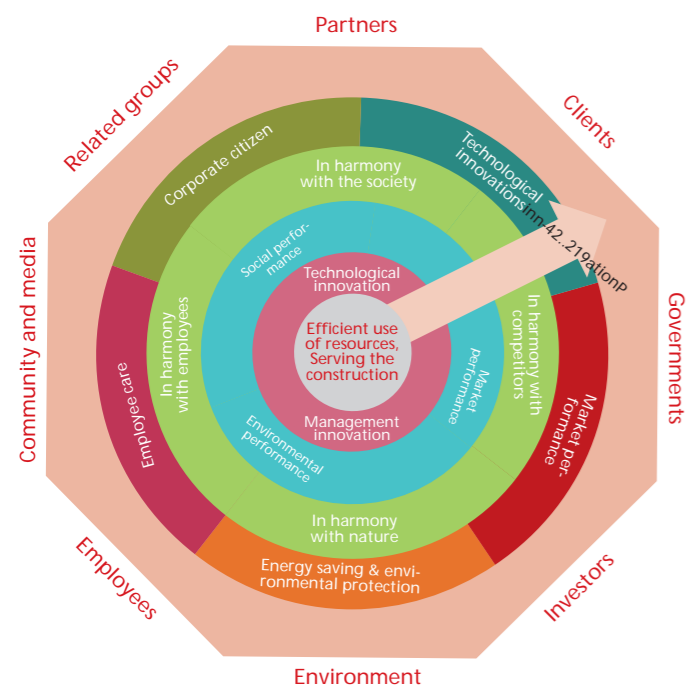 Partners
Related groups
Clients
Community and media
Governments
Employees
Investors
Environment
Corporate citizen
Technological
innovations
Employee care
Market per-
formance
Energy saving & envi-
ronmental protection
In harmony
with the society
In harmony
with employees
In harmony with
competitors
In harmony
with nature
Social perfor-
mance
Market
performance
Environmental
performance
Technological
innovation
Management
innovation
Efficient use
of resources,
Serving the
construction